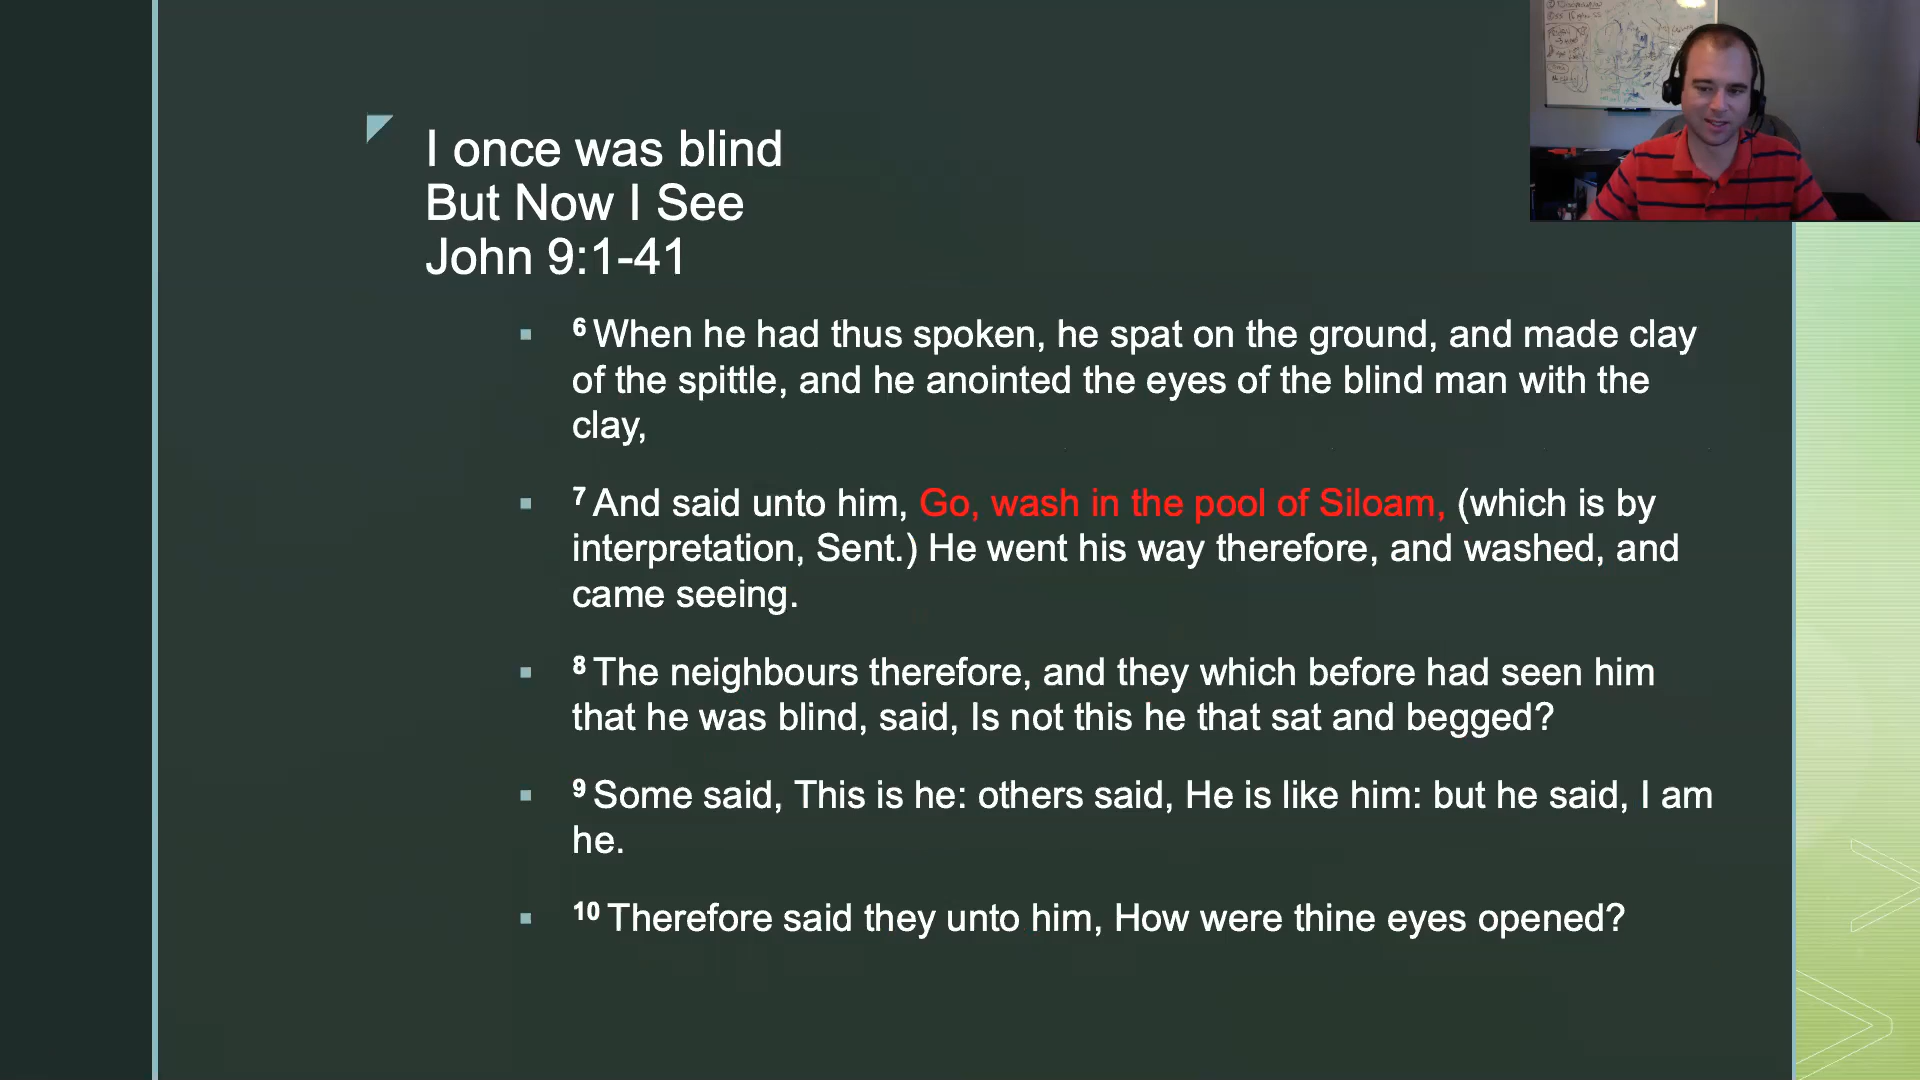 I once was blind
But Now I See
John 9:1-41
6 When he had thus spoken, he spat on the ground, and made clay
of the spittle, and he anointed the eyes of the blind man with the
clay,
7 And said unto him, Go, wash in the pool of Siloam, (which is by
interpretation, Sent.) He went his way therefore, and washed, and
came seeing.
8 The neighbours therefore, and they which before had seen him
that he was blind, said, Is not this he that sat and begged?
9 Some said, This is he: others said, He is like him: but he said, I am
he.
10 Therefore said they unto him, How were thine eyes opened?